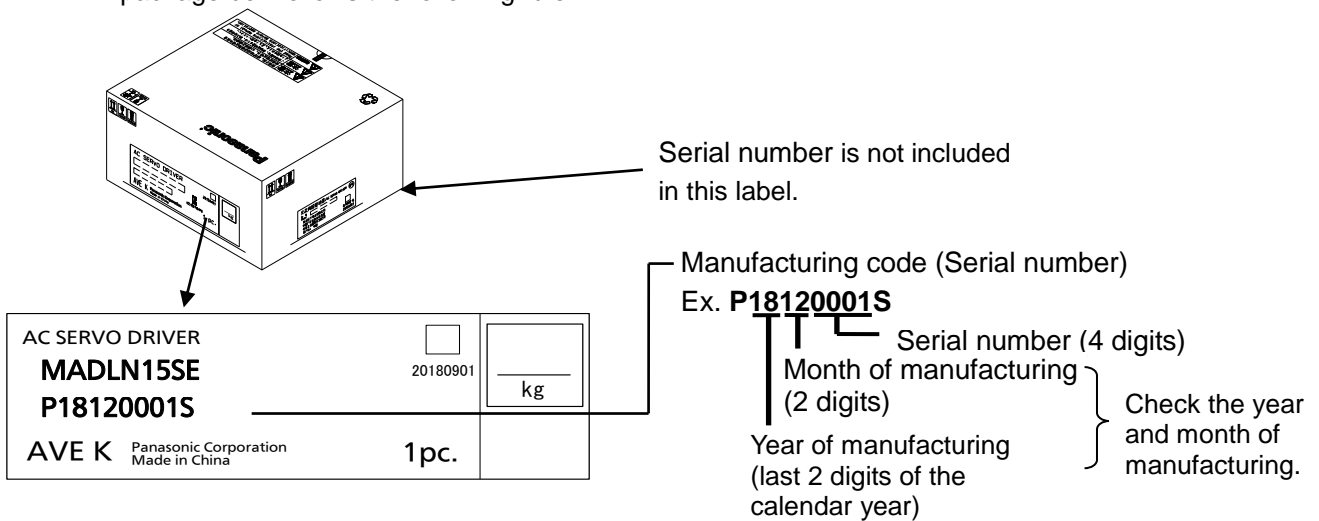 Panasonic
AC SERVO DRIVER
AVE K
1pc.
Serial number is not included
in this label.
Manufacturing code (Serial number)
Ex. P18120001S
Serial number (4 digits)
Month of manufacturing
(2 digits)
Year of manufacturing
(last 2 digits of the
calendar year)
Check the year
and month of
manufacturing.
AC SERVO DRIVER
MADLN15SE
P18120001S
20180901
kg
AVE K Panasonic Corporation
Made in China
1pc.